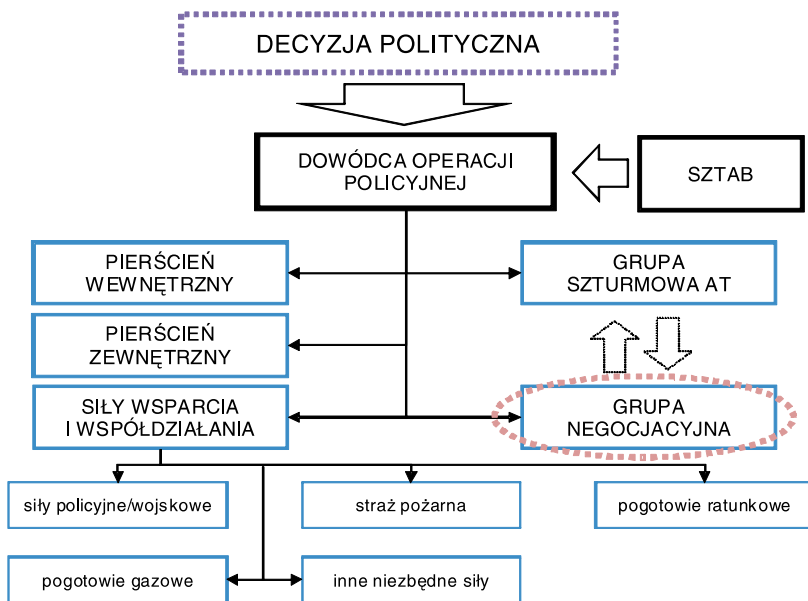 DECYZJA POLITYCZNA
DOWÓDCA OPERACJI
POLICYJNEJ
SZTAB
PIERŚCIEŃ
WEWNĘTRZNY
GRUPA
SZTURMOWA AT
PIERŚCIEŃ
ZEWNĘTRZNY
SIŁY WSPARCIA
I WSPÓŁDZIAŁANIA
GRUPA
NEGOCJACYJNA
siły policyjne/wojskowe
straż pożarna
pogotowie ratunkowe
pogotowie gazowe
inne niezbędne siły